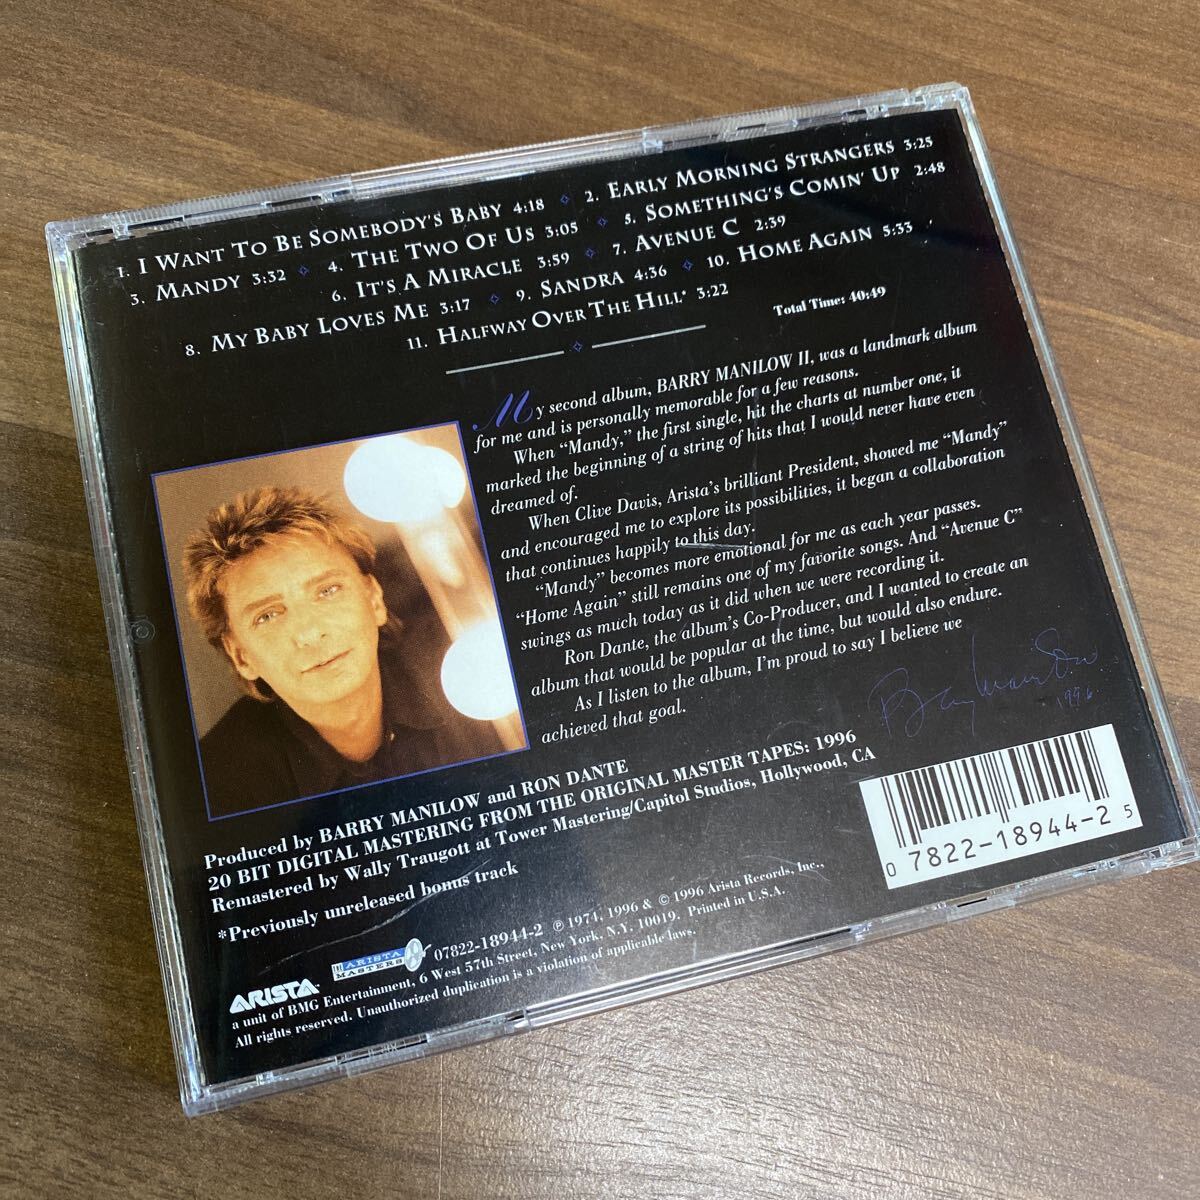 1. I WANT TO BE SOMEBODY'S BABY 4:18 ✧ 2. EARLY MORNING STRANGERS 3:25
3. MANDY 3:32 ✧ 4. THE TWO OF US 3:05 ✧ 5. SOMETHING'S COMIN' UP 2:48
6. IT'S A MIRACLE 3:59 ✧ 7. AVENUE C 2:39
8. MY BABY LOVES ME 3:17 ✧ 9. SANDRA 4:36 ✧ 10. HOME AGAIN 5:33
11. HALFWAY OVER THE HILL* 3:22
Total Time: 40:49
My second album, BARRY MANILOW II, was a landmark album
for me and is personally memorable for a few reasons.
When “Mandy,” the first single, hit the charts at number one, it
marked the beginning of a string of hits that I would never have even
dreamed of.
When Clive Davis, Arista's brilliant President, showed me “Mandy”
and encouraged me to explore its possibilities, it began a collaboration
that continues happily to this day.
“Mandy” becomes more emotional for me as each year passes.
“Home Again” still remains one of my favorite songs. And “Avenue C”
swings as much today as it did when we were recording it.
Ron Dante, the album's Co-Producer, and I wanted to create an
album that would be popular at the time, but would also endure.
As I listen to the album, I'm proud to say I believe we
achieved that goal.
Barry Manilow
1996
Produced by BARRY MANILOW and RON DANTE
20 BIT DIGITAL MASTERING FROM THE ORIGINAL MASTER TAPES: 1996
Remastered by Wally Traugott at Tower Mastering/Capitol Studios, Hollywood, CA
*Previously unreleased bonus track
0 7822-18944-2 5
ARISTA
ARISTA MASTERS
07822-18944-2 ℗ 1974, 1996 & © 1996 Arista Records, Inc.,
a unit of BMG Entertainment, 6 West 57th Street, New York, N.Y. 10019. Printed in U.S.A.
All rights reserved. Unauthorized duplication is a violation of applicable laws.